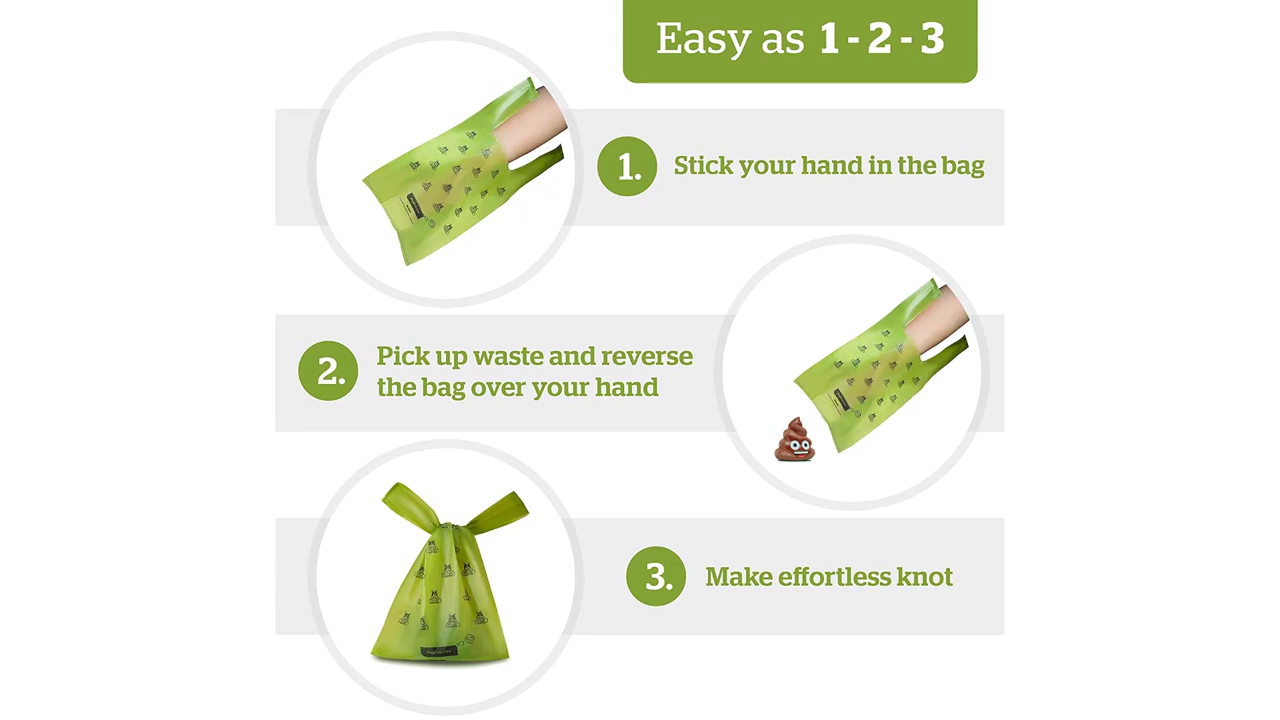 Easy as 1-2-3
1. Stick your hand in the bag
2. Pick up waste and reverse
the bag over your hand
3. Make effortless knot